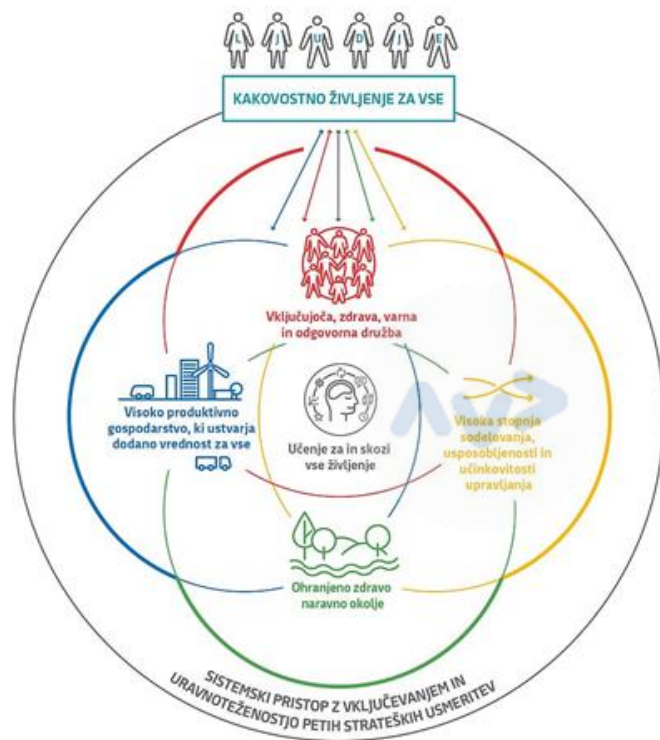 L J U D J E
KAKOVOSTNO ŽIVLJENJE ZA VSE
Vključujoča, zdrava, varna
in odgovorna družba
Visoko produktivno
gospodarstvo, ki ustvarja
dodano vrednost za vse
Učenje za in skozi
vse življenje
Visoka stopnja
sodelovanja,
usposobljenosti in
učinkovitosti
upravljanja
Ohranjeno zdravo
naravno okolje
SISTEMSKI PRISTOP Z VKLJUČEVANJEM IN
URAVNOTEŽENOSTJO PETIH STRATEŠKIH USMERITEV